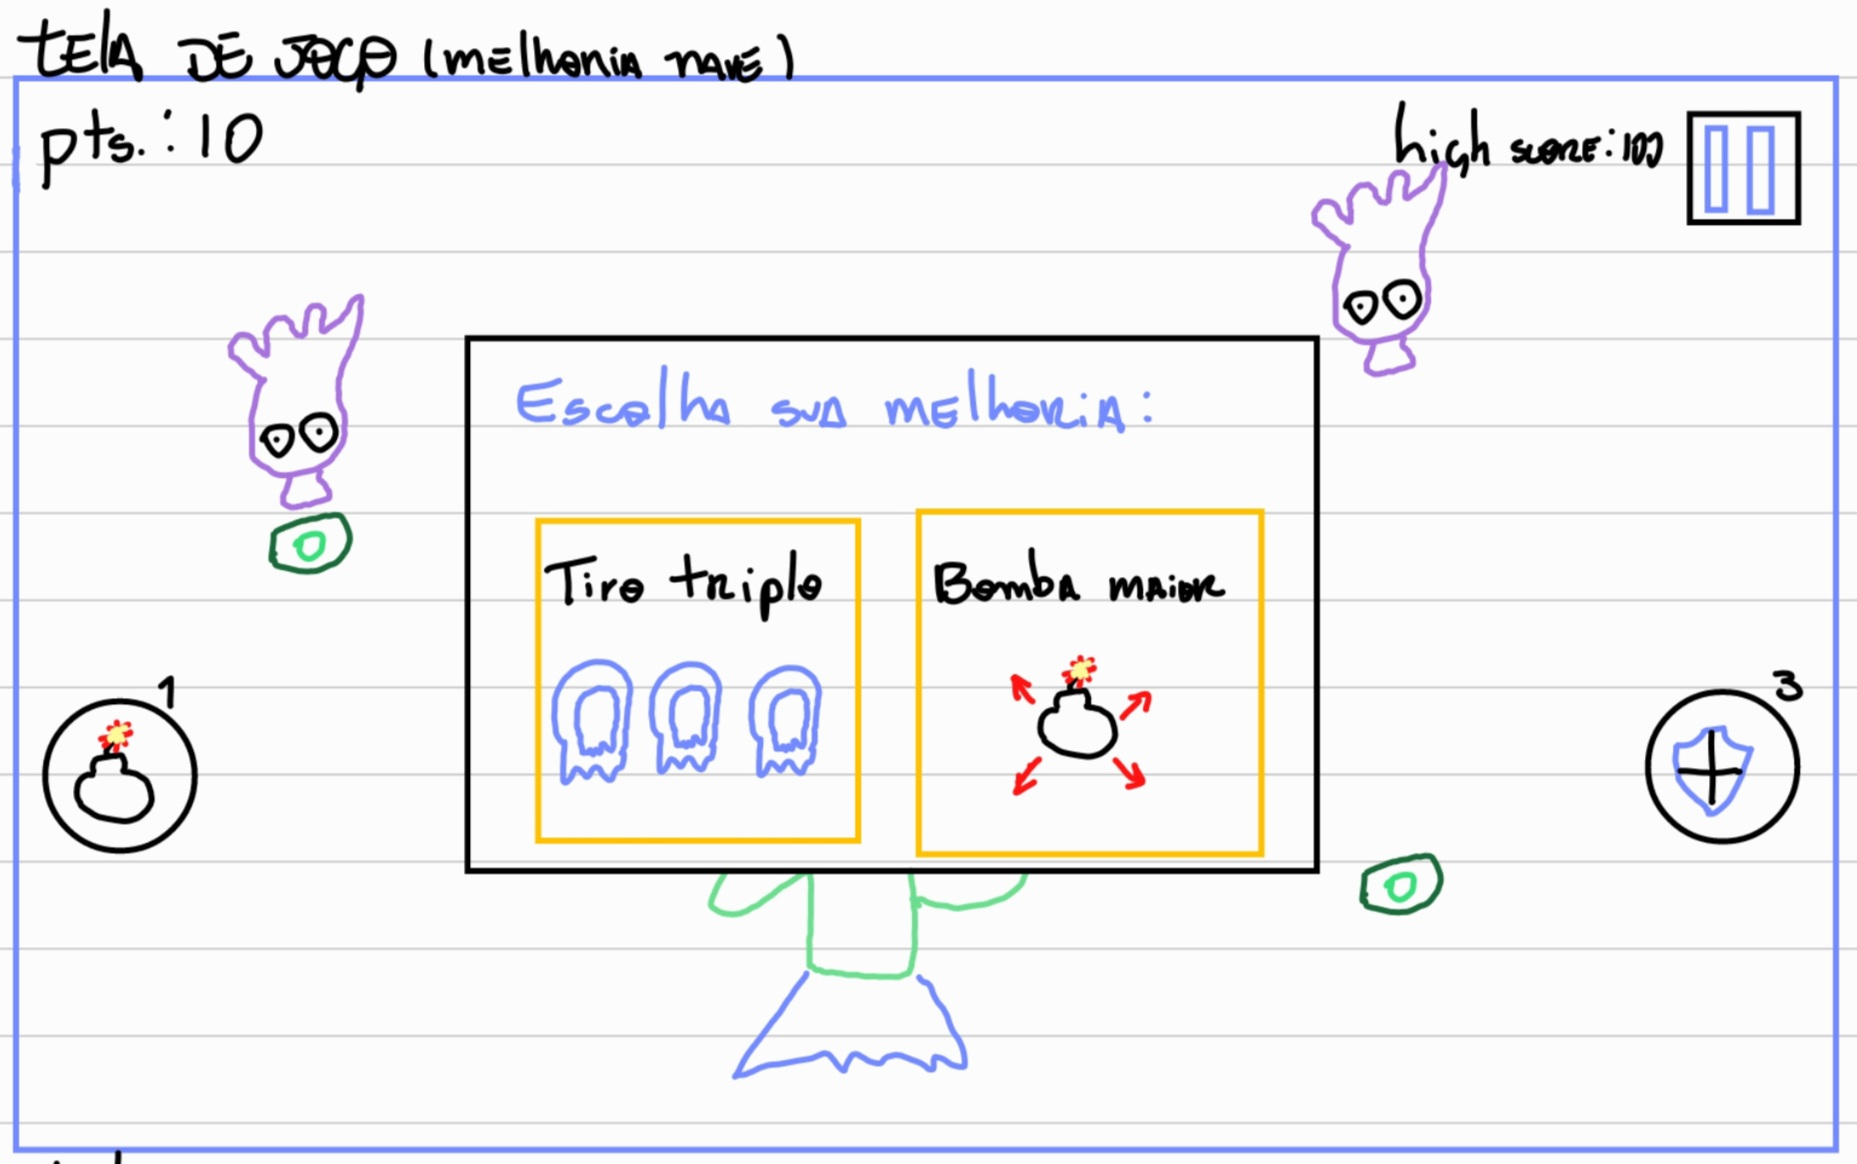 TELA DE JOGO (melhoria nave)
pts.: 10
high score: 100
Escolha sua melhoria:
Tiro triplo
Bomba maior
1
3